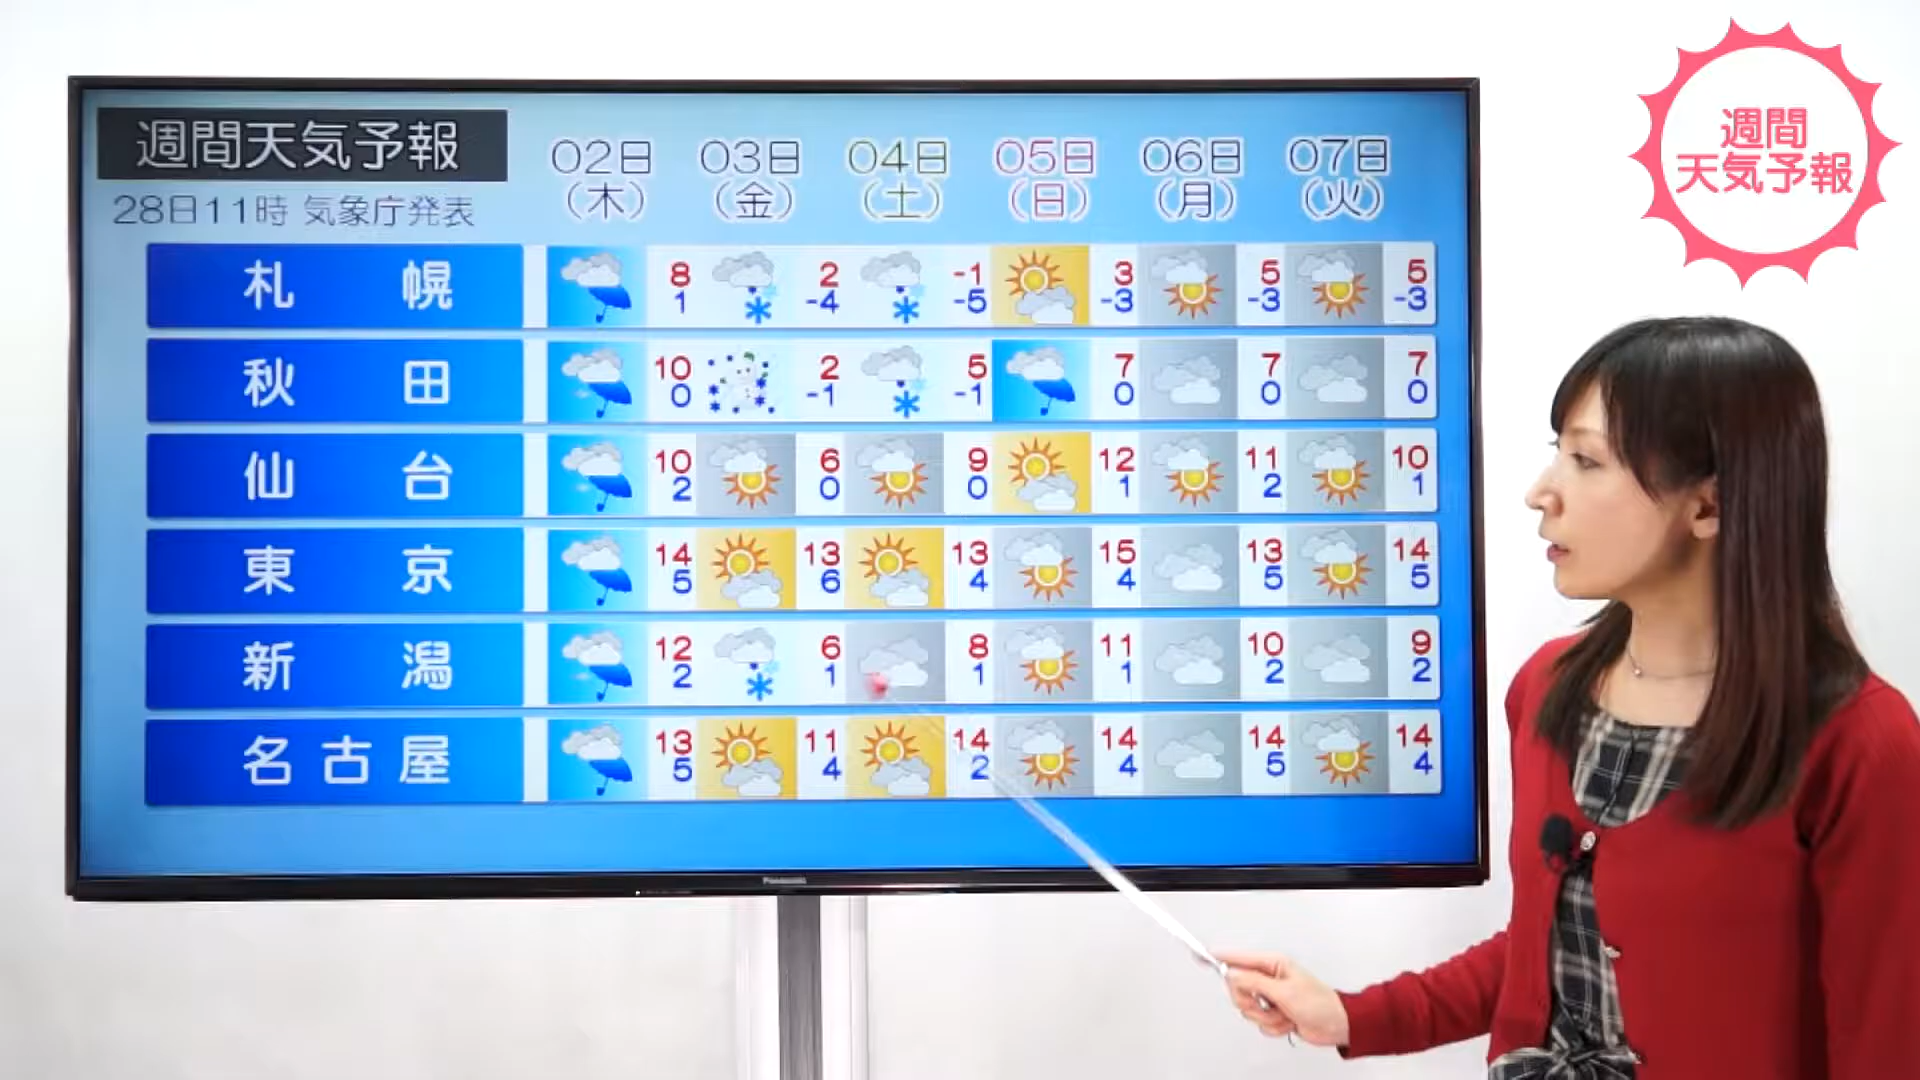 週間天気予報
28日11時 気象庁発表
02日 03日 04日 05日 06日 07日
(木) (金) (土) (日) (月) (火)
札幌 8 1 2 -4 -1 -5 3 -3 5 -3 5 -3
秋田 10 0 2 -1 5 -1 7 0 7 0 7 0
仙台 10 2 6 0 9 0 12 1 11 2 10 1
東京 14 5 13 6 13 4 15 4 13 5 14 5
新潟 12 2 6 1 8 1 11 1 10 2 9 2
名古屋 13 5 11 4 14 2 14 4 14 5 14 4
Panasonic
週間
天気予報